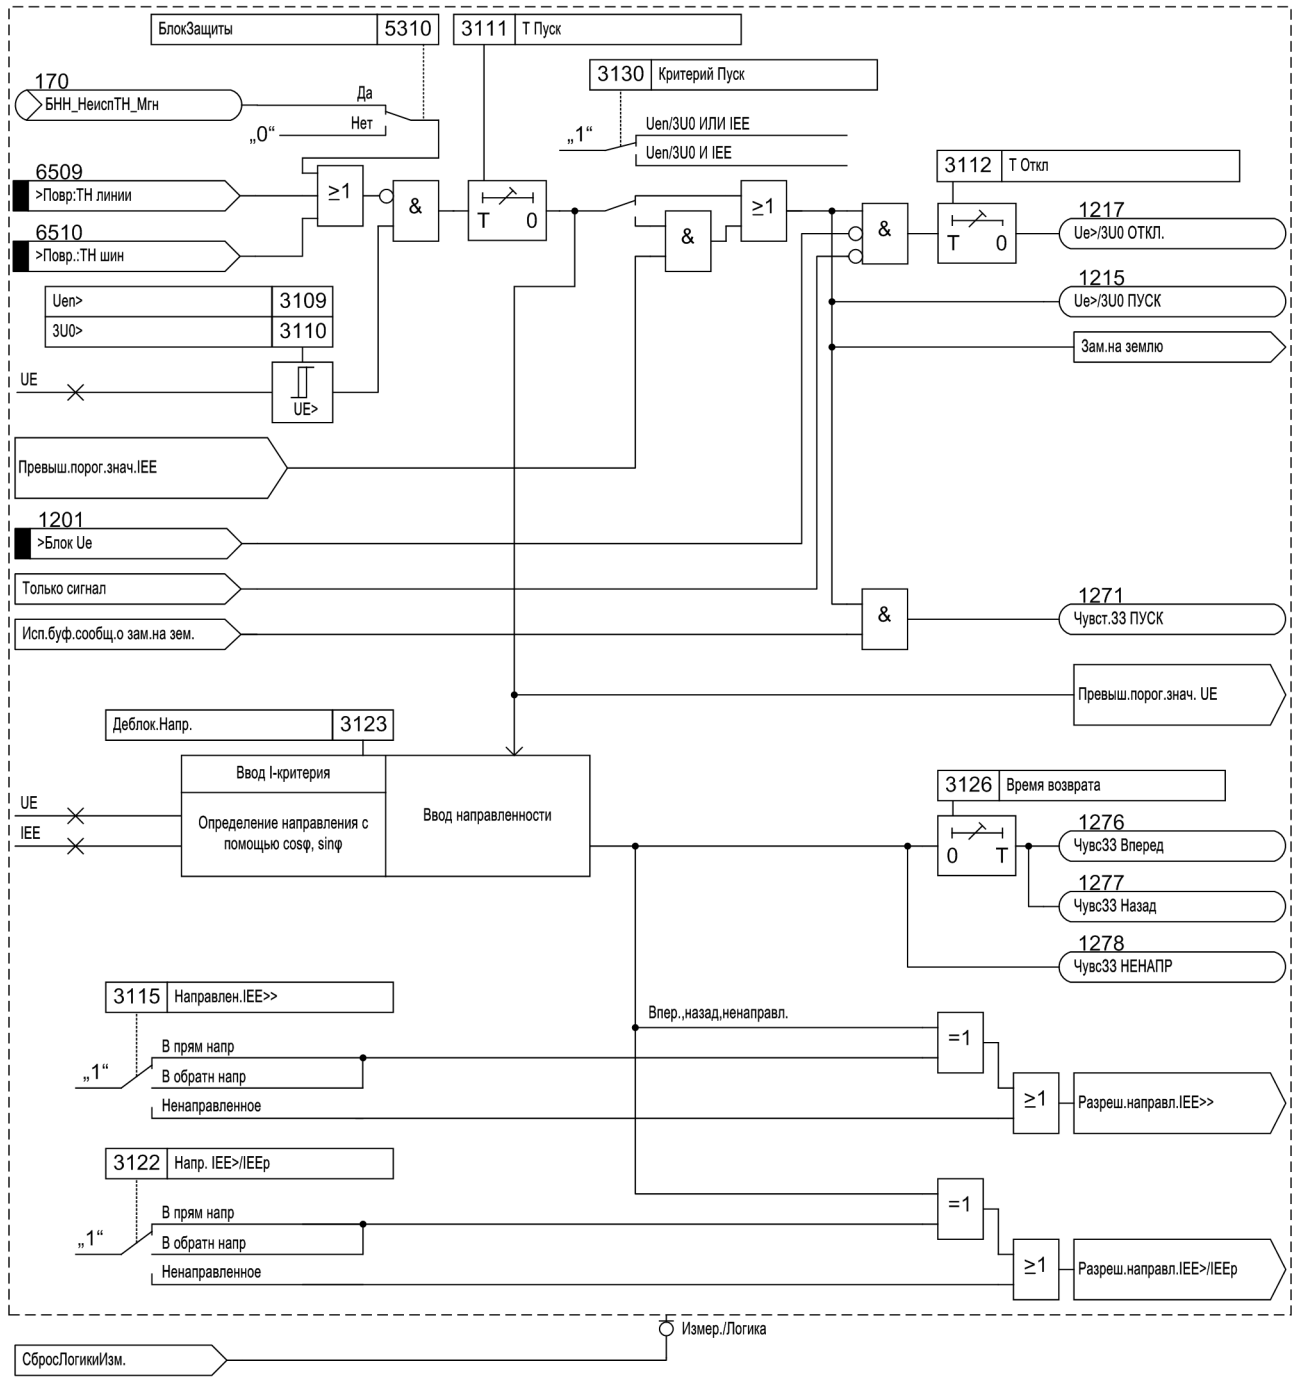 БлокЗащиты 5310
3111 Т Пуск
3130 Критерий Пуск
170
БНН_НеиспТН_Мгн
Да
Нет
„0“
„1“
Uen/3U0 ИЛИ IEE
Uen/3U0 И IEE
3112 Т Откл
6509
>Повр:ТН линии
≥1
&
T 0
≥1
&
&
T 0
1217
Ue>/3U0 ОТКЛ.
6510
>Повр.:ТН шин
1215
Ue>/3U0 ПУСК
Uen> 3109
3U0> 3110
Зам.на землю
UE
UE>
Превыш.порог.знач.IEE
1201
>Блок Ue
Только сигнал
Исп.буф.сообщ.о зам.на зем.
&
1271
Чувст.ЗЗ ПУСК
Превыш.порог.знач. UE
Деблок.Напр. 3123
Ввод I-критерия
Определение направления с
помощью cosφ, sinφ
Ввод направленности
UE
IEE
3126 Время возврата
0 T
1276
ЧувсЗЗ Вперед
1277
ЧувсЗЗ Назад
1278
ЧувсЗЗ НЕНАПР
3115 Направлен.IEE>>
Впер.,назад,ненаправл.
=1
„1“
В прям напр
В обратн напр
Ненаправленное
≥1
Разреш.направл.IEE>>
3122 Напр. IEE>/IEEp
=1
„1“
В прям напр
В обратн напр
Ненаправленное
≥1
Разреш.направл.IEE>/IEEp
Измер./Логика
СбросЛогикиИзм.